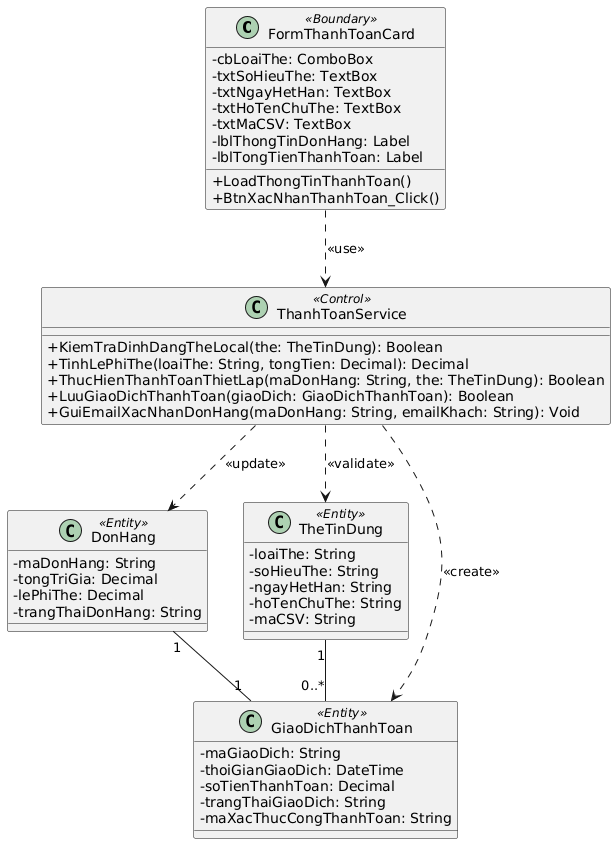 C
«Boundary»
FormThanhToanCard
-cbLoaiThe: ComboBox
-txtSoHieuThe: TextBox
-txtNgayHetHan: TextBox
-txtHoTenChuThe: TextBox
-txtMaCSV: TextBox
-lblThongTinDonHang: Label
-lblTongTienThanhToan: Label
+LoadThongTinThanhToan()
+BtnXacNhanThanhToan_Click()
«use»
C
«Control»
ThanhToanService
+KiemTraDinhDangTheLocal(the: TheTinDung): Boolean
+TinhLePhiThe(loaiThe: String, tongTien: Decimal): Decimal
+ThucHienThanhToanThietLap(maDonHang: String, the: TheTinDung): Boolean
+LuuGiaoDichThanhToan(giaoDich: GiaoDichThanhToan): Boolean
+GuiEmailXacNhanDonHang(maDonHang: String, emailKhach: String): Void
«update»
«validate»
C
«Entity»
DonHang
-maDonHang: String
-tongTriGia: Decimal
-lePhiThe: Decimal
-trangThaiDonHang: String
C
«Entity»
TheTinDung
-loaiThe: String
-soHieuThe: String
-ngayHetHan: String
-hoTenChuThe: String
-maCSV: String
«create»
1
1
1
0..*
C
«Entity»
GiaoDichThanhToan
-maGiaoDich: String
-thoiGianGiaoDich: DateTime
-soTienThanhToan: Decimal
-trangThaiGiaoDich: String
-maXacThucCongThanhToan: String